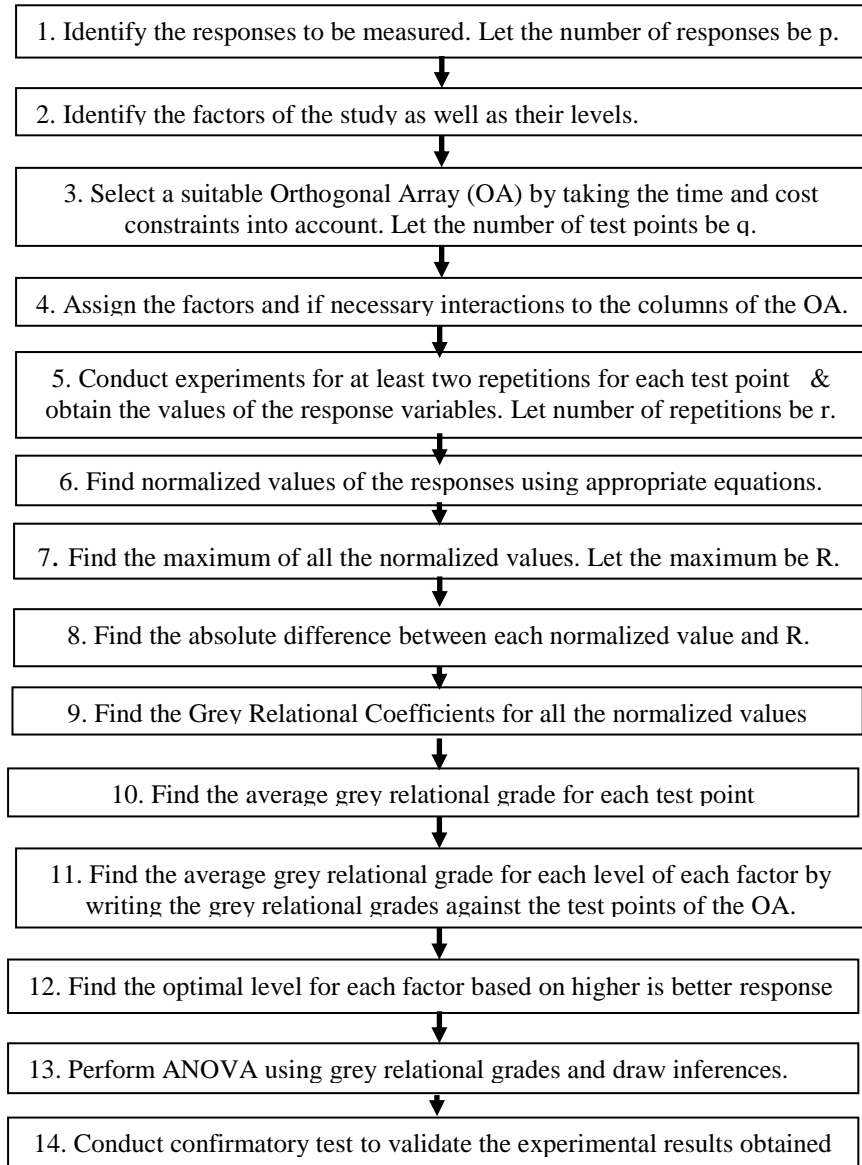 1. Identify the responses to be measured. Let the number of responses be p.
2. Identify the factors of the study as well as their levels.
3. Select a suitable Orthogonal Array (OA) by taking the time and cost
constraints into account. Let the number of test points be q.
4. Assign the factors and if necessary interactions to the columns of the OA.
5. Conduct experiments for at least two repetitions for each test point &
obtain the values of the response variables. Let number of repetitions be r.
6. Find normalized values of the responses using appropriate equations.
7. Find the maximum of all the normalized values. Let the maximum be R.
8. Find the absolute difference between each normalized value and R.
9. Find the Grey Relational Coefficients for all the normalized values
10. Find the average grey relational grade for each test point
11. Find the average grey relational grade for each level of each factor by
writing the grey relational grades against the test points of the OA.
12. Find the optimal level for each factor based on higher is better response
13. Perform ANOVA using grey relational grades and draw inferences.
14. Conduct confirmatory test to validate the experimental results obtained